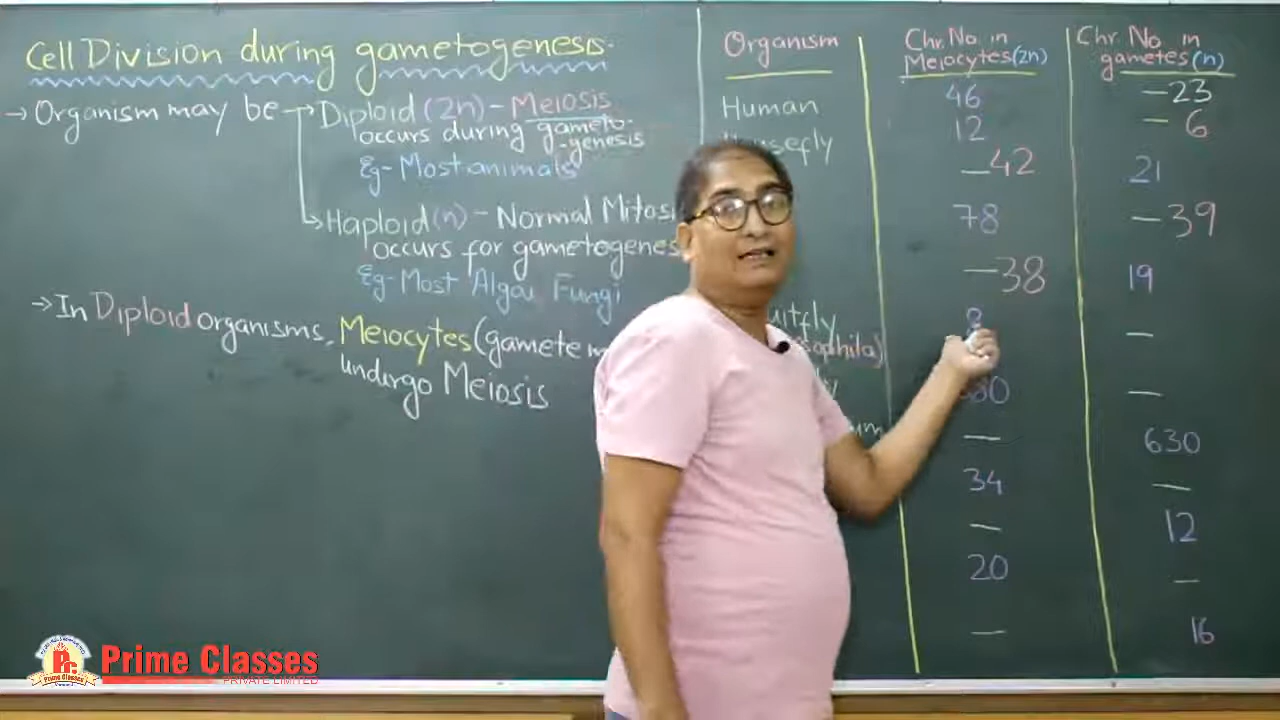 Cell Division during gametogenesis.
→ Organism may be → Diploid (2n) - Meiosis
occurs during gameto-
-genesis
Eg- Most animals
→ Haploid (n) - Normal
occurs for
Eg- Most Algae Fungi
→ In Diploid organisms, Meiocytes (gamete
undergo Meiosis
Organism
Chr. No. in
Meiocytes (2n)
Chr. No. in
gametes (n)
Human 46 - 23
12 - 6
- 42 21
78 - 39
- 38 19
8 -
-
- 630
34 -
- 12
20 -
- 16
Prime Classes
PRIVATE LIMITED